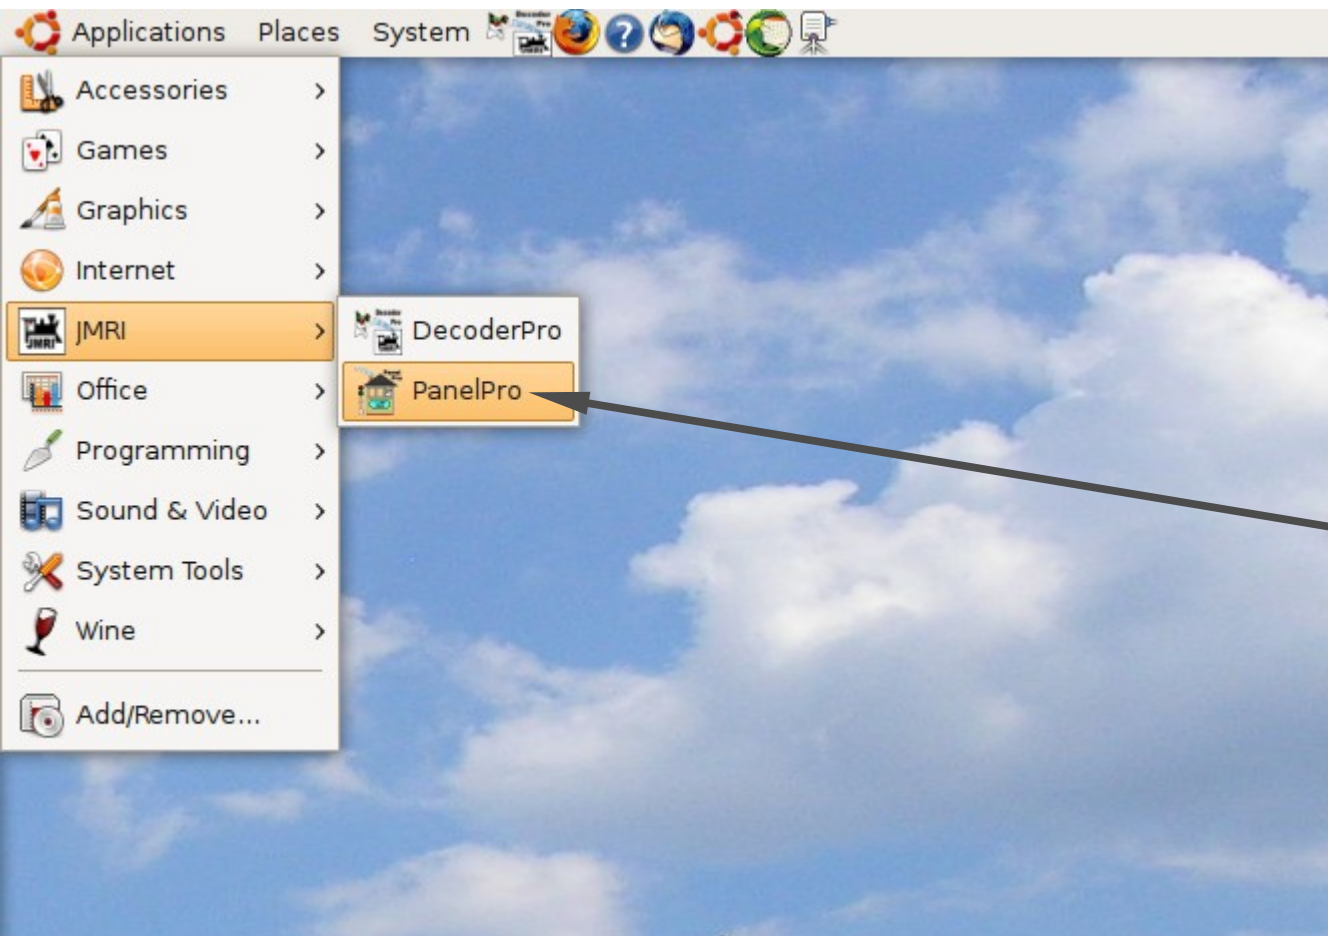 Applications Places System
Accessories
Games
Graphics
Internet
JMRI
DecoderPro
PanelPro
Office
Programming
Sound & Video
System Tools
Wine
Add/Remove...